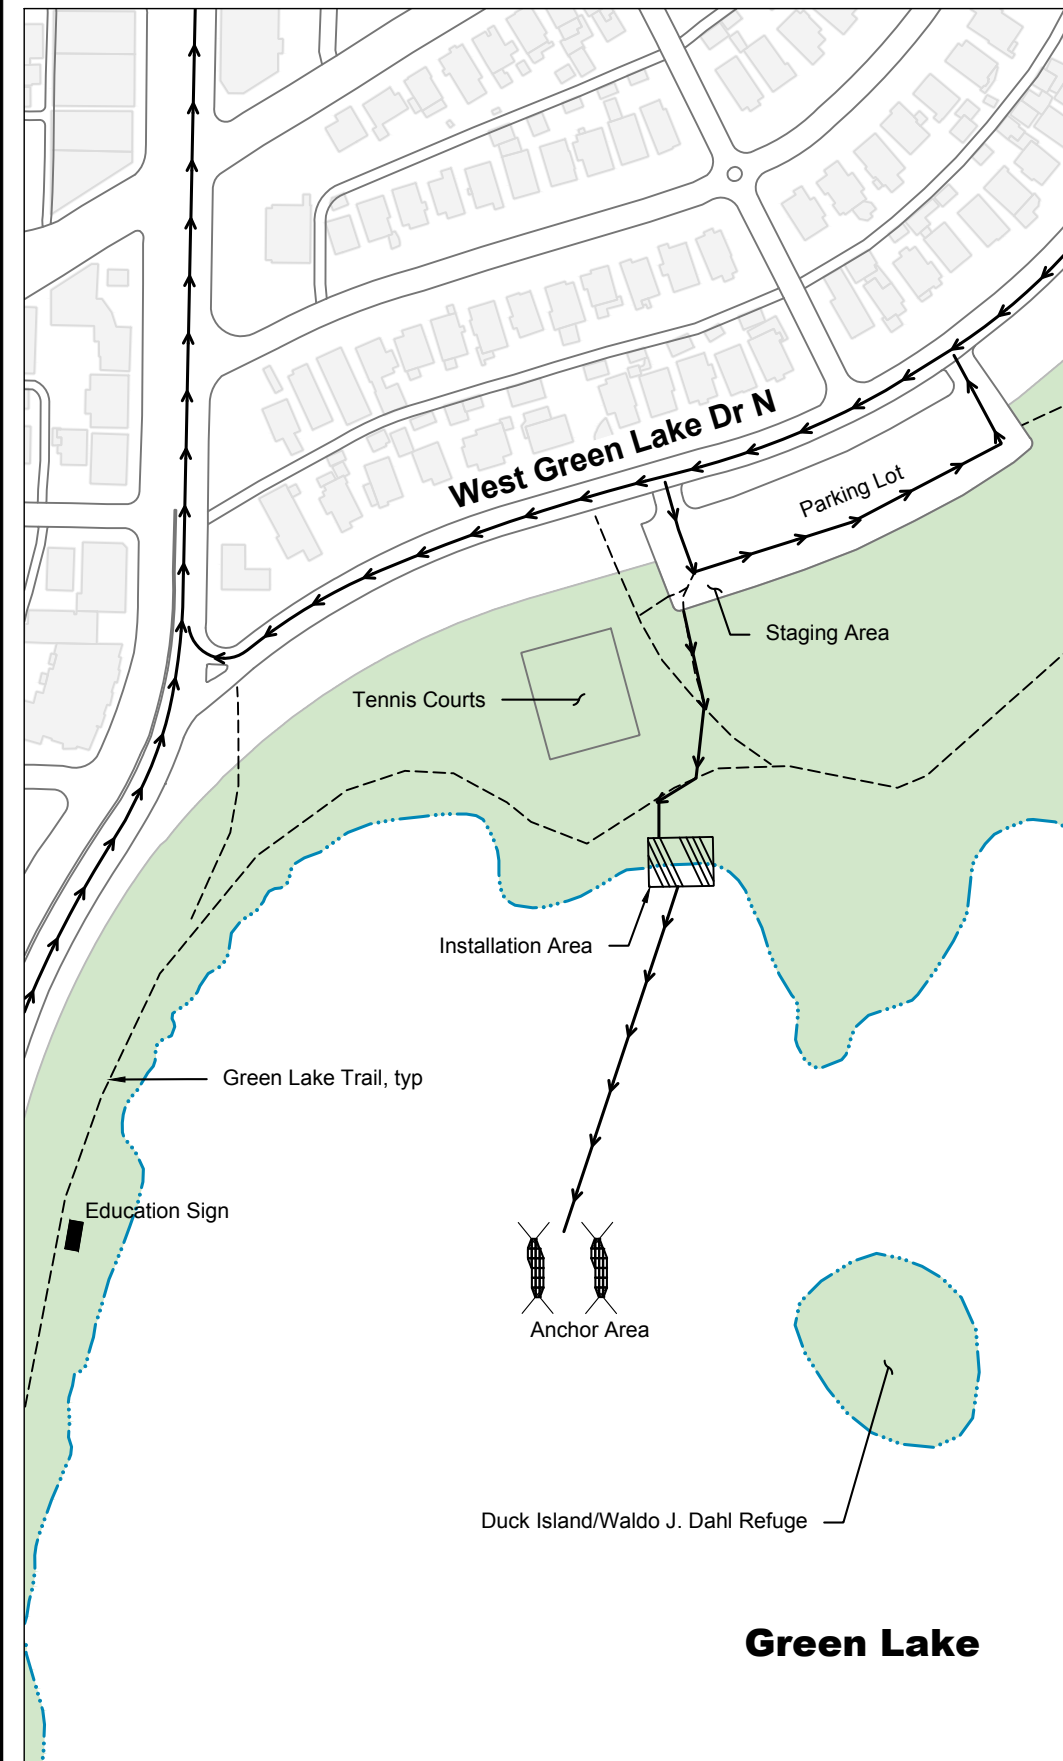 West Green Lake Dr N
Parking Lot
Staging Area
Tennis Courts
Installation Area
Green Lake Trail, typ
Education Sign
Anchor Area
Duck Island/Waldo J. Dahl Refuge
Green Lake